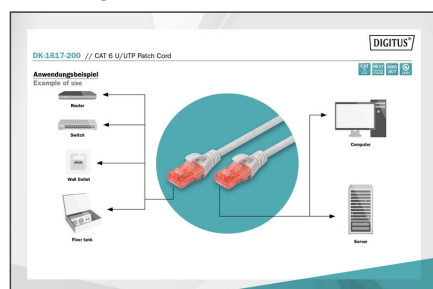 DIGITUS®
DK-1617-200 // CAT 6 U/UTP Patch Cord
Anwendungsbeispiel
Example of use
Router
Switch
Wall Outlet
Floor tank
Computer
Server